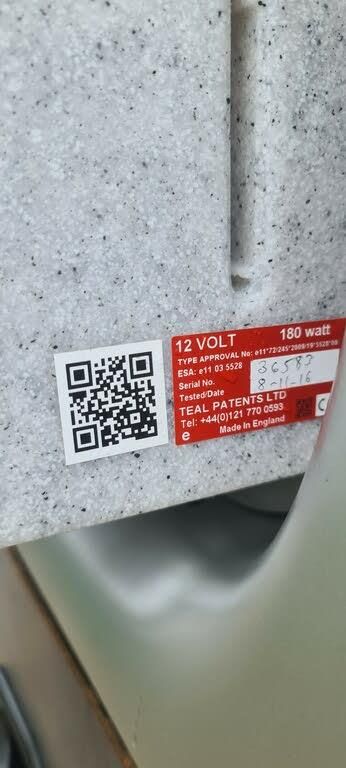 12 VOLT 180 watt
TYPE APPROVAL No: e11*72/245*2009/19*5528*00
ESA: e11 03 5528
Serial No. 36583
Tested/Date 8-11-16
TEAL PATENTS LTD
Tel: +44(0)121 770 0593
e Made In England